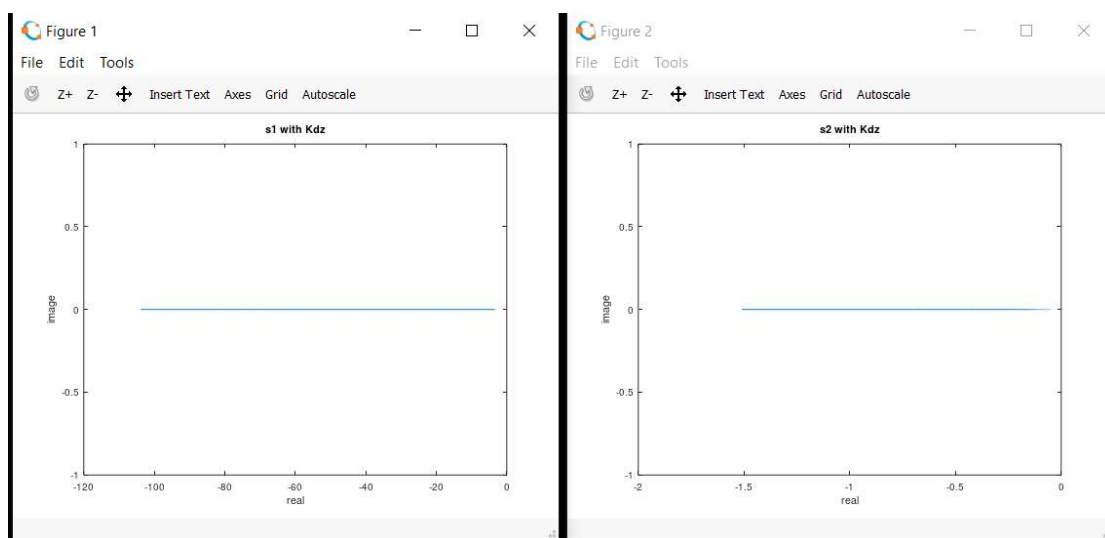 Figure 1
File Edit Tools
Z+ Z- Insert Text Axes Grid Autoscale
s1 with Kdz
1
0.5
0
-0.5
-1
image
-120 -100 -80 -60 -40 -20 0
real
Figure 2
File Edit Tools
Z+ Z- Insert Text Axes Grid Autoscale
s2 with Kdz
1
0.5
0
-0.5
-1
image
-2 -1.5 -1 -0.5 0
real